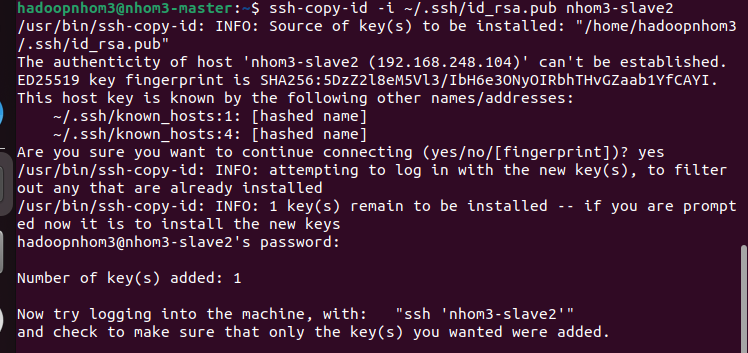 hadoopnhom3@nhom3-master:~$ ssh-copy-id -i ~/.ssh/id_rsa.pub nhom3-slave2
/usr/bin/ssh-copy-id: INFO: Source of key(s) to be installed: "/home/hadoopnhom3
/.ssh/id_rsa.pub"
The authenticity of host 'nhom3-slave2 (192.168.248.104)' can't be established.
ED25519 key fingerprint is SHA256:5DzZ2l8eM5Vl3/IbH6e3ONyOIRbhTHvGZaab1YfCAYI.
This host key is known by the following other names/addresses:
    ~/.ssh/known_hosts:1: [hashed name]
    ~/.ssh/known_hosts:4: [hashed name]
Are you sure you want to continue connecting (yes/no/[fingerprint])? yes
/usr/bin/ssh-copy-id: INFO: attempting to log in with the new key(s), to filter
out any that are already installed
/usr/bin/ssh-copy-id: INFO: 1 key(s) remain to be installed -- if you are prompt
ed now it is to install the new keys
hadoopnhom3@nhom3-slave2's password:
Number of key(s) added: 1
Now try logging into the machine, with:   "ssh 'nhom3-slave2'"
and check to make sure that only the key(s) you wanted were added.